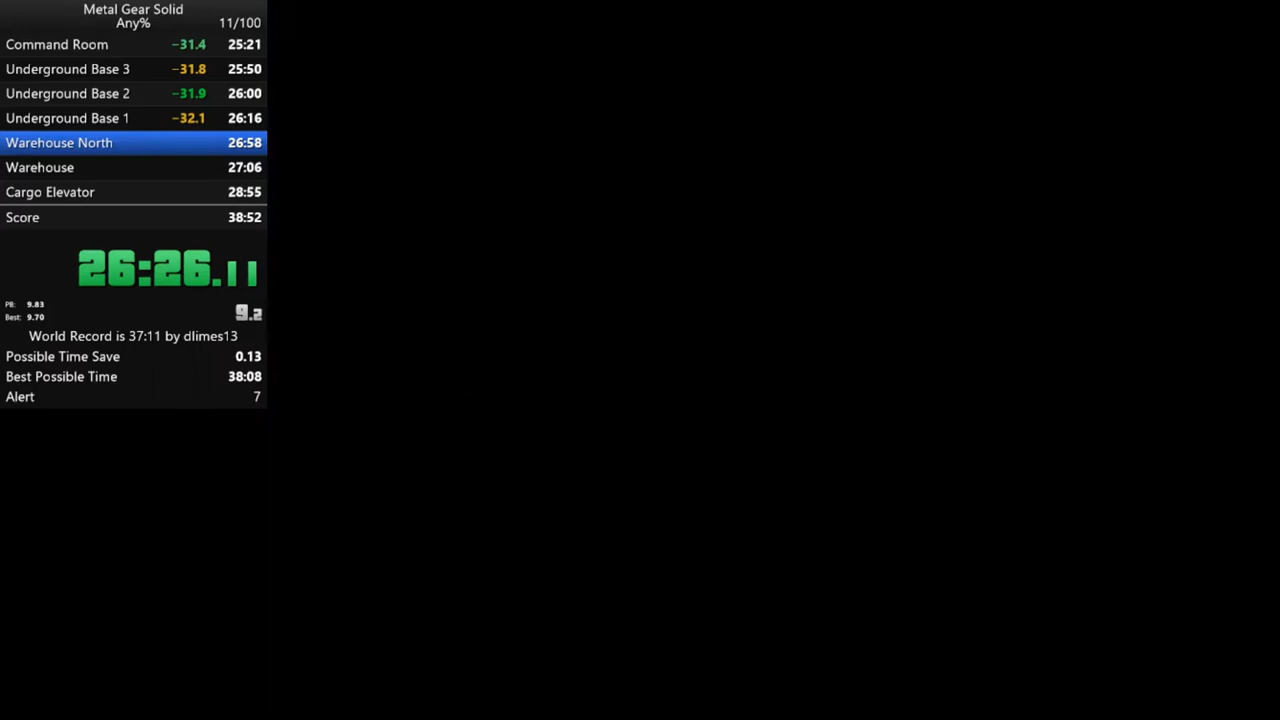 Metal Gear Solid
Any% 11/100
Command Room −31.4 25:21
Underground Base 3 −31.8 25:50
Underground Base 2 −31.9 26:00
Underground Base 1 −32.1 26:16
Warehouse North 26:58
Warehouse 27:06
Cargo Elevator 28:55
Score 38:52
26:26.11
PB: 9.83
Best: 9.70
9.2
World Record is 37:11 by dlimes13
Possible Time Save 0.13
Best Possible Time 38:08
Alert 7